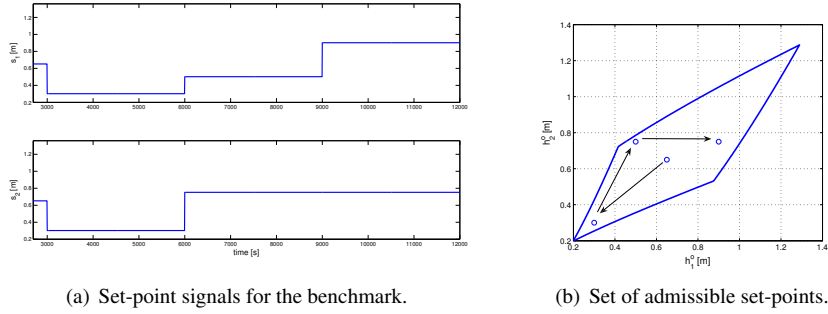 s1 [m]
1.2
1
0.8
0.6
0.4
0.2
3000 4000 5000 6000 7000 8000 9000 10000 11000 12000
s2 [m]
1.2
1
0.8
0.6
0.4
0.2
3000 4000 5000 6000 7000 8000 9000 10000 11000 12000
time [s]
(a) Set-point signals for the benchmark.
h2o [m]
1.4
1.2
1
0.8
0.6
0.4
0.2
0.2 0.4 0.6 0.8 1 1.2 1.4
h1o [m]
(b) Set of admissible set-points.